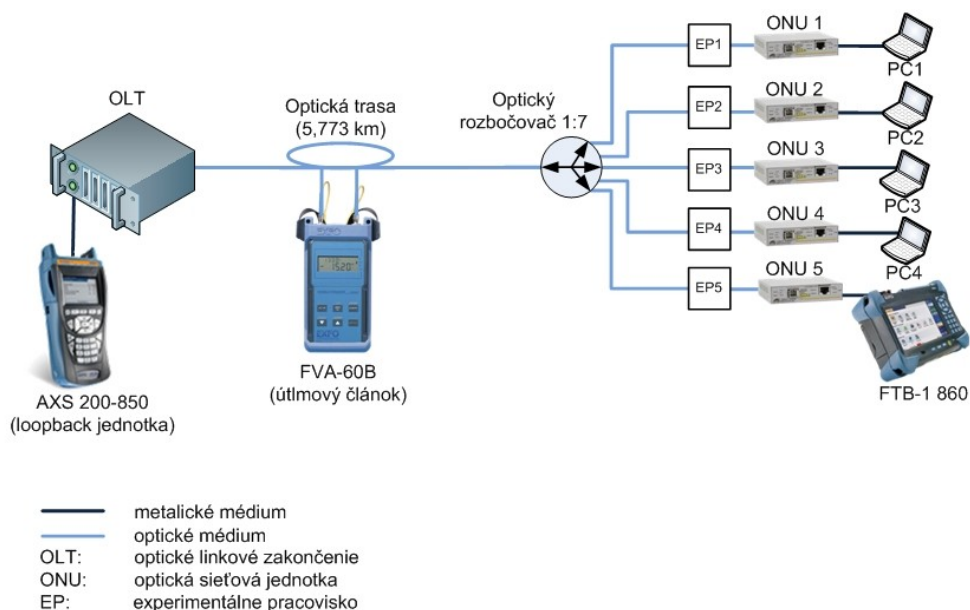 OLT
Optická trasa
(5,773 km)
Optický
rozbočovač 1:7
EP1
ONU 1
PC1
EP2
ONU 2
PC2
EP3
ONU 3
PC3
EP4
ONU 4
PC4
EP5
ONU 5
FTB-1 860
EXFO
FVA-60B
(útlmový článok)
AXS 200-850
(loopback jednotka)
metalické médium
optické médium
OLT: optické linkové zakončenie
ONU: optická sieťová jednotka
EP: experimentálne pracovisko